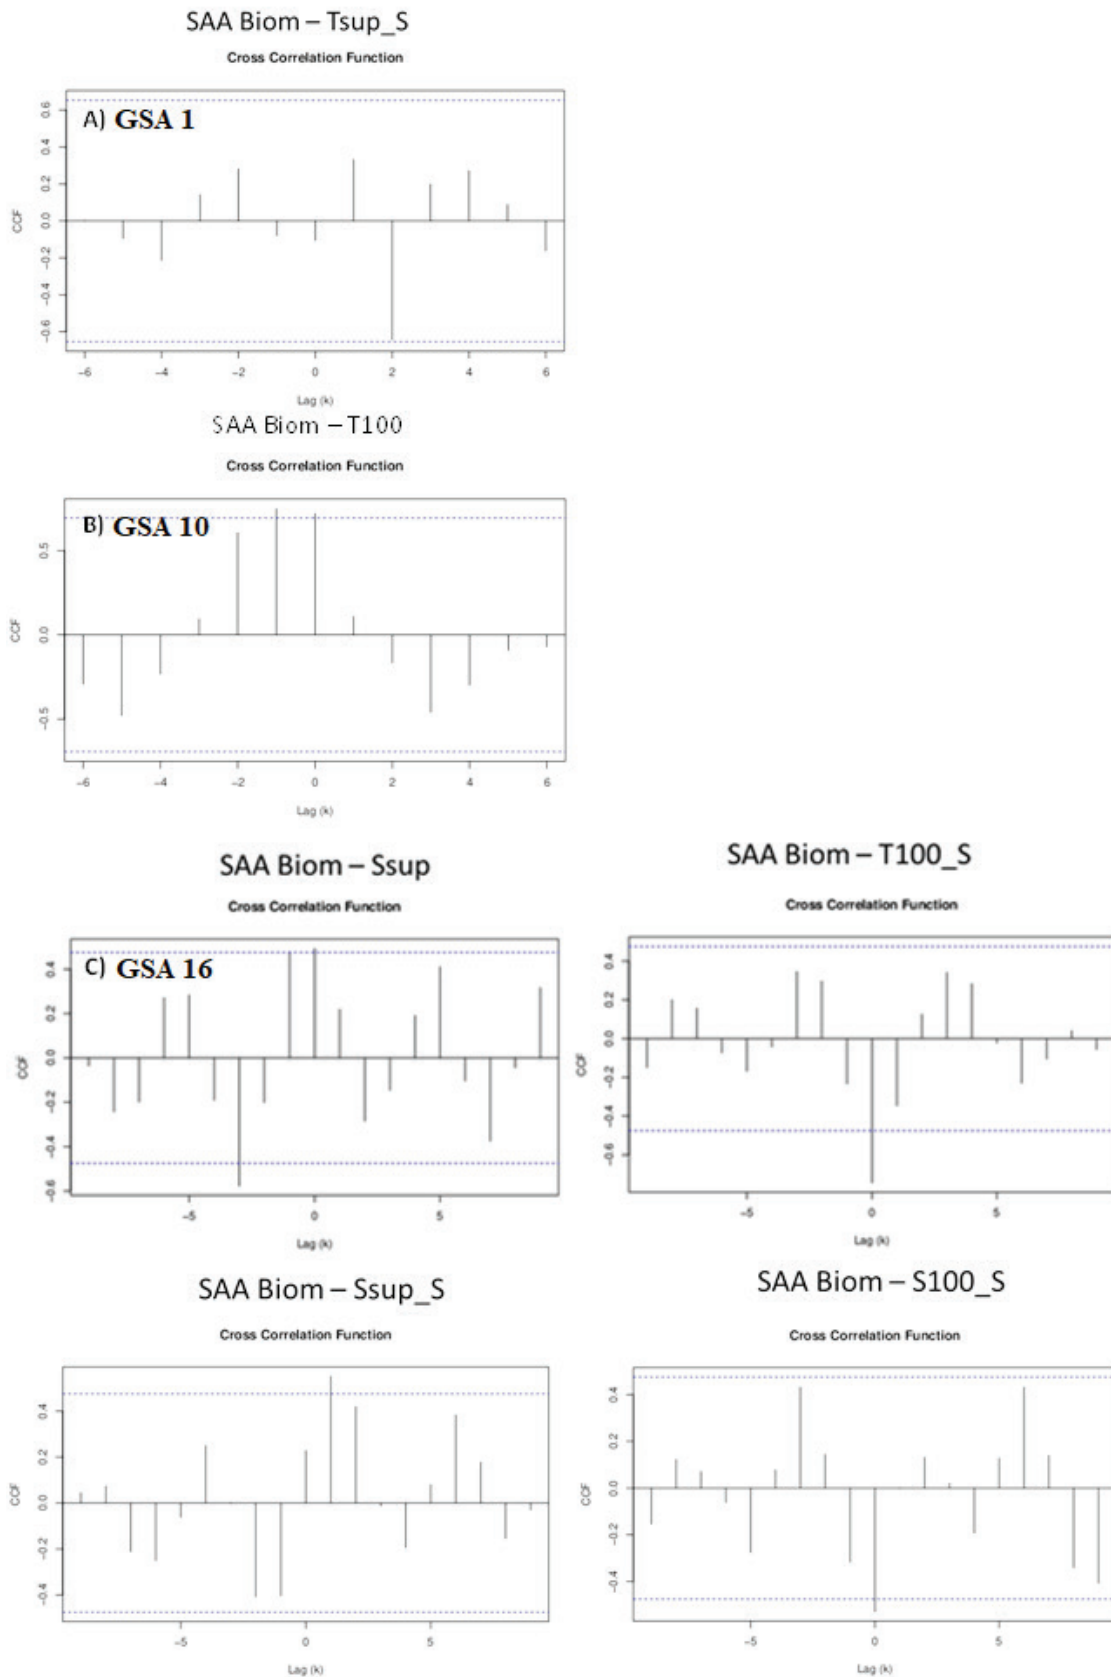 SAA Biom – Tsup_S
Cross Correlation Function
A) GSA 1
0.6
0.4
0.2
0.0
-0.2
-0.4
-0.6
CCF
-6 -4 -2 0 2 4 6
Lag (k)
SAA Biom – T100
Cross Correlation Function
B) GSA 10
0.5
0.0
-0.5
CCF
-6 -4 -2 0 2 4 6
Lag (k)
SAA Biom – Ssup
Cross Correlation Function
C) GSA 16
0.4
0.2
0.0
-0.2
-0.4
-0.6
CCF
-5 0 5
Lag (k)
SAA Biom – T100_S
Cross Correlation Function
0.4
0.2
0.0
-0.2
-0.4
-0.6
CCF
-5 0 5
Lag (k)
SAA Biom – Ssup_S
Cross Correlation Function
0.4
0.2
0.0
-0.2
-0.4
CCF
-5 0 5
Lag (k)
SAA Biom – S100_S
Cross Correlation Function
0.4
0.2
0.0
-0.2
-0.4
CCF
-5 0 5
Lag (k)